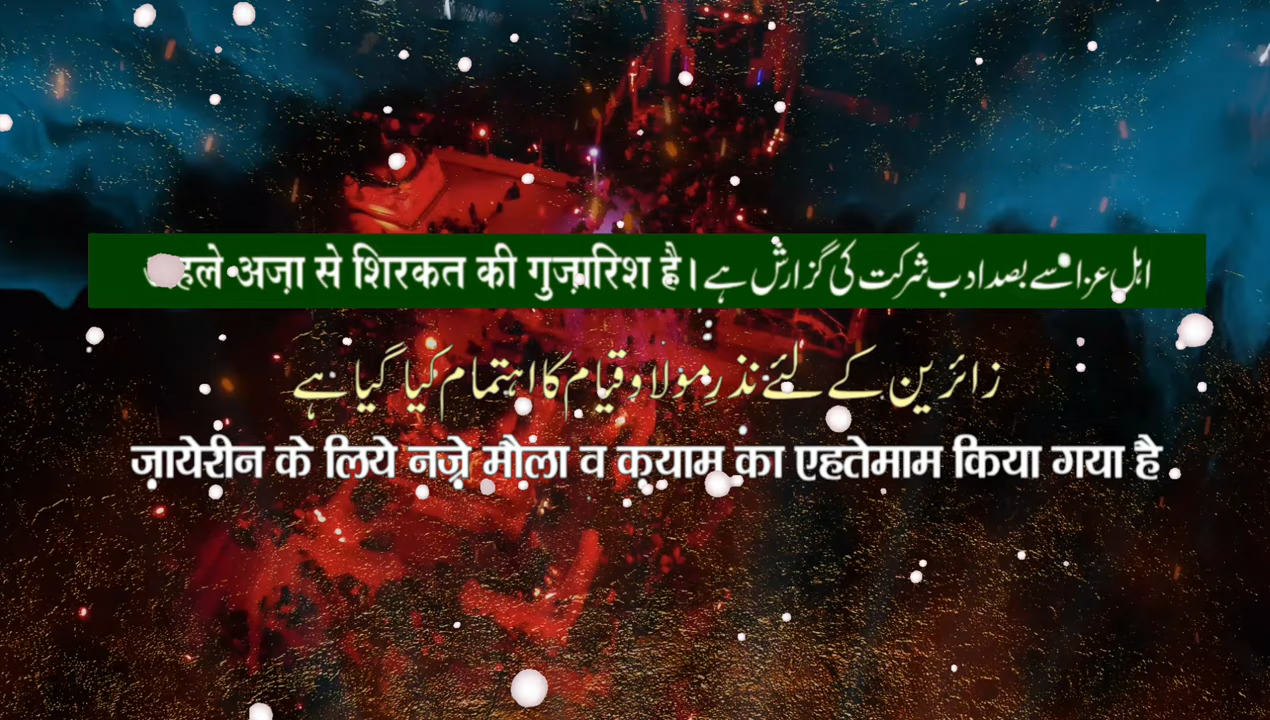 अहले अज़ा से शिरकत की गुज़ारिश है। اہلِ عزا سے بصد ادب شرکت کی گزارش ہے
زائرین کے لئے نذرِ مولا و قیام کا اہتمام کیا گیا ہے
ज़ायेरीन के लिये नज़्रे मौला व क़याम का एहतेमाम किया गया है